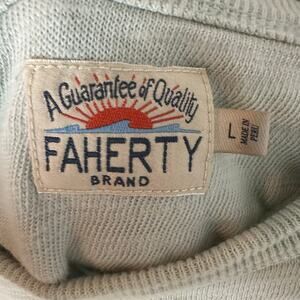 A Guarantee of Quality
FAHERTY
BRAND
L
MADE IN
PERU